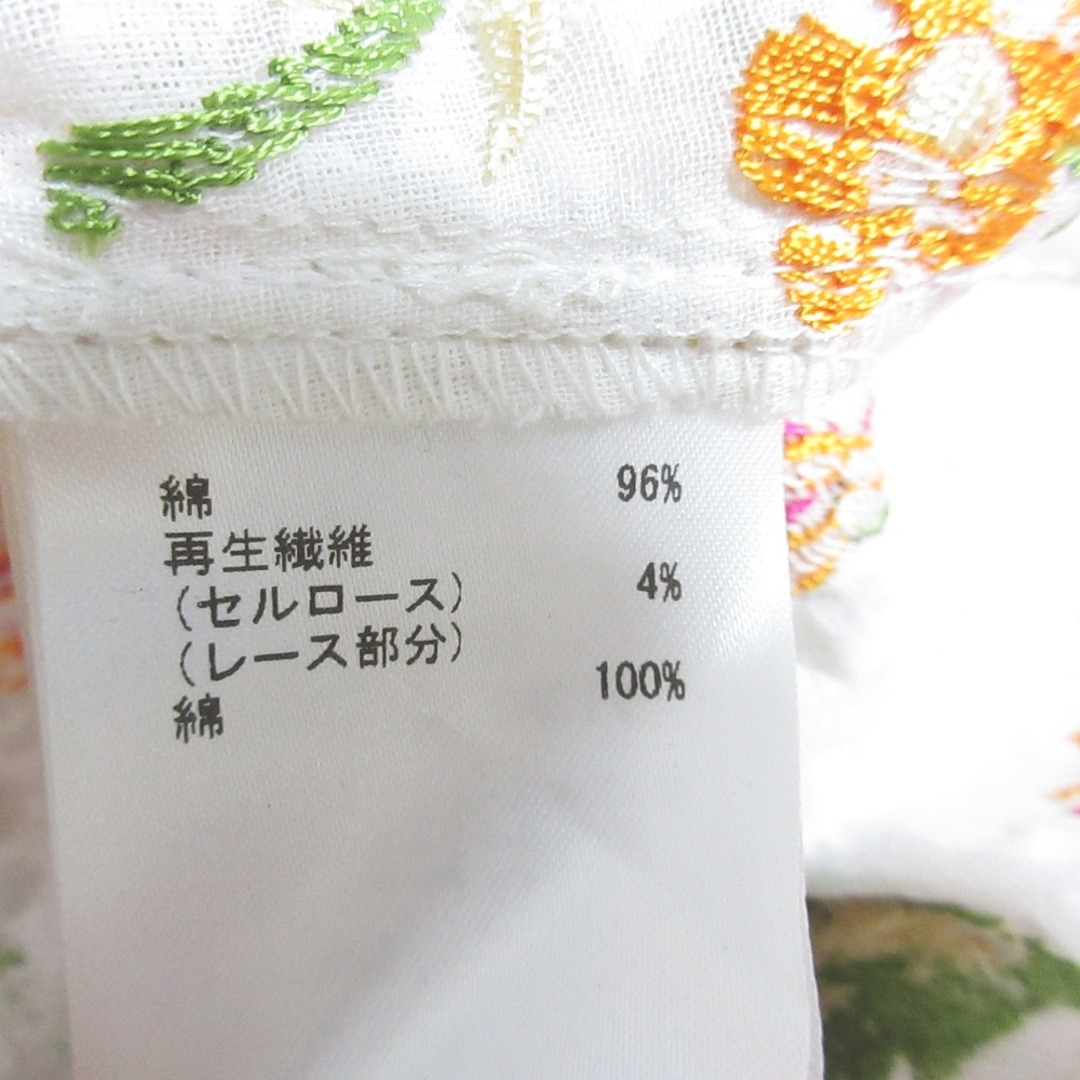 綿 96%
再生繊維
(セルロース) 4%
(レース部分)
綿 100%